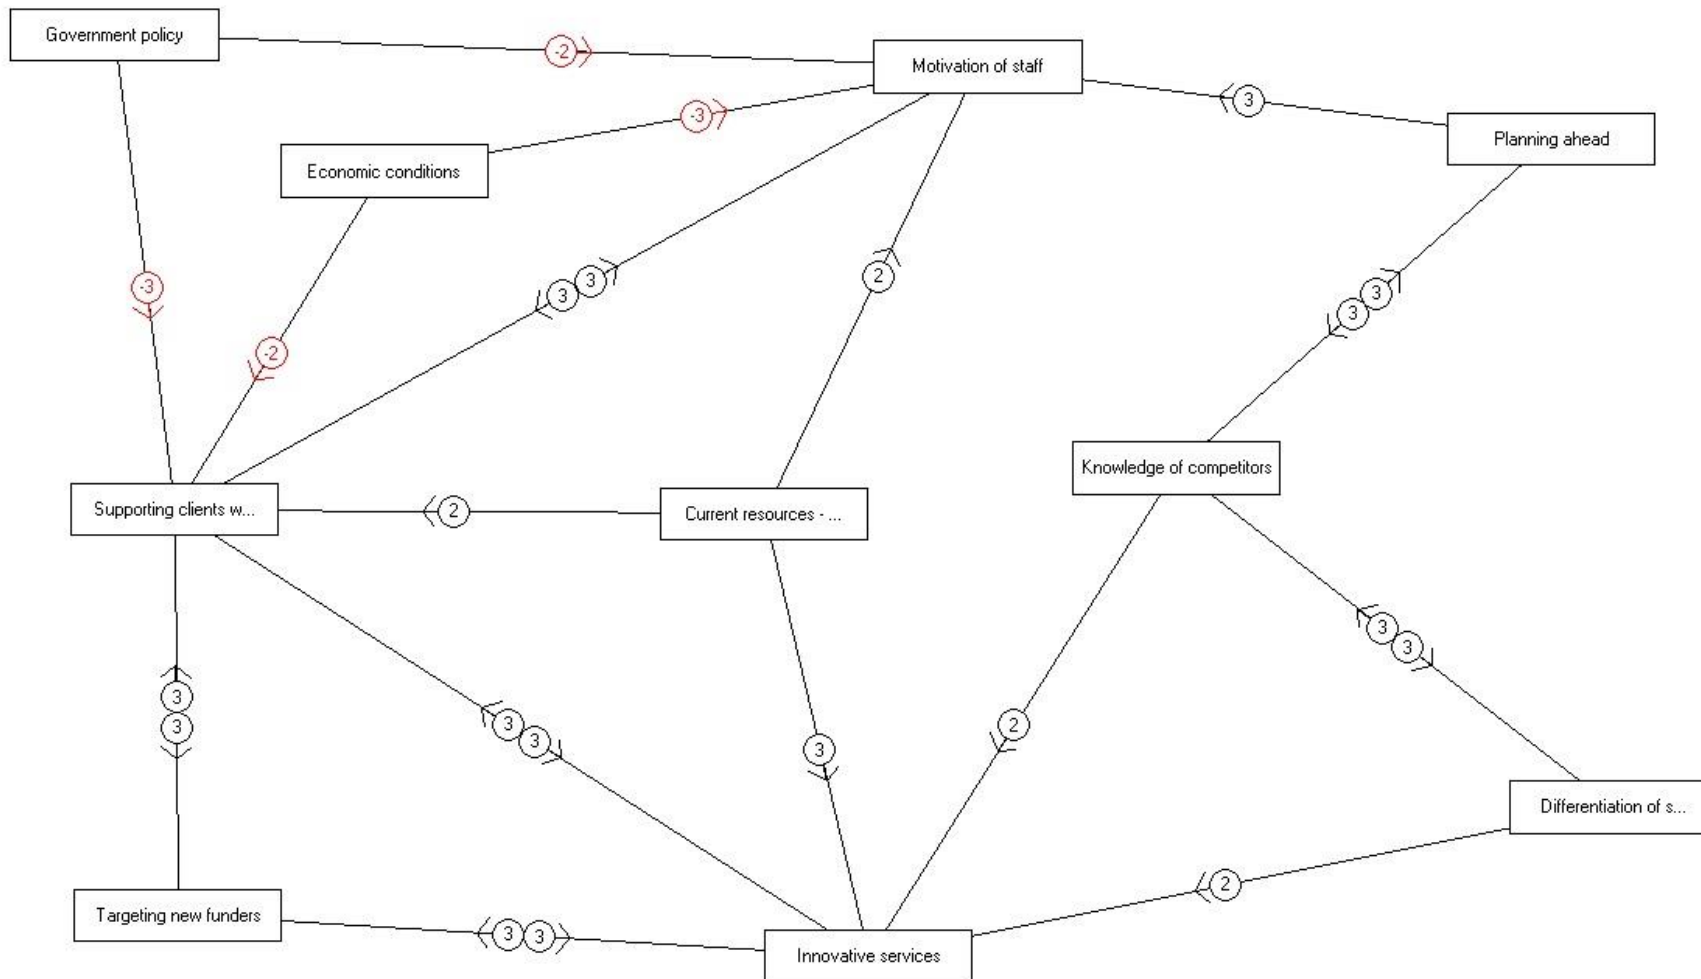 Government policy
-2
Motivation of staff
3
Planning ahead
-3
Economic conditions
-3
-2
3 3
2
3 3
Knowledge of competitors
Supporting clients w...
2
Current resources - ...
3
3
3 3
3 3
2
3
Differentiation of s...
2
Targeting new funders
3 3
Innovative services